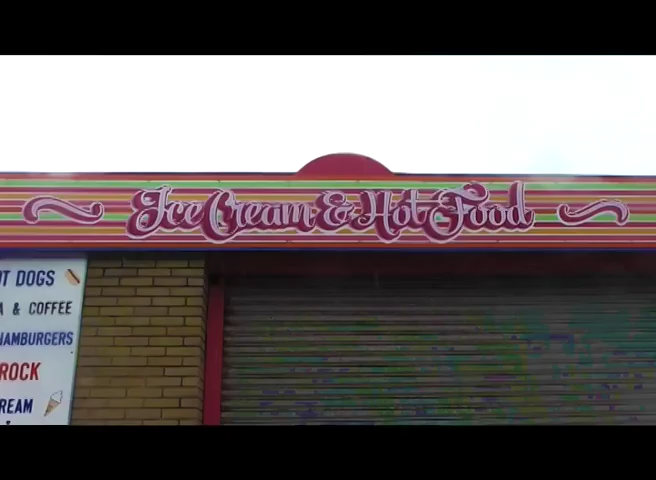 Ice Cream & Hot Food
OT DOGS
A & COFFEE
HAMBURGERS
ROCK
REAM